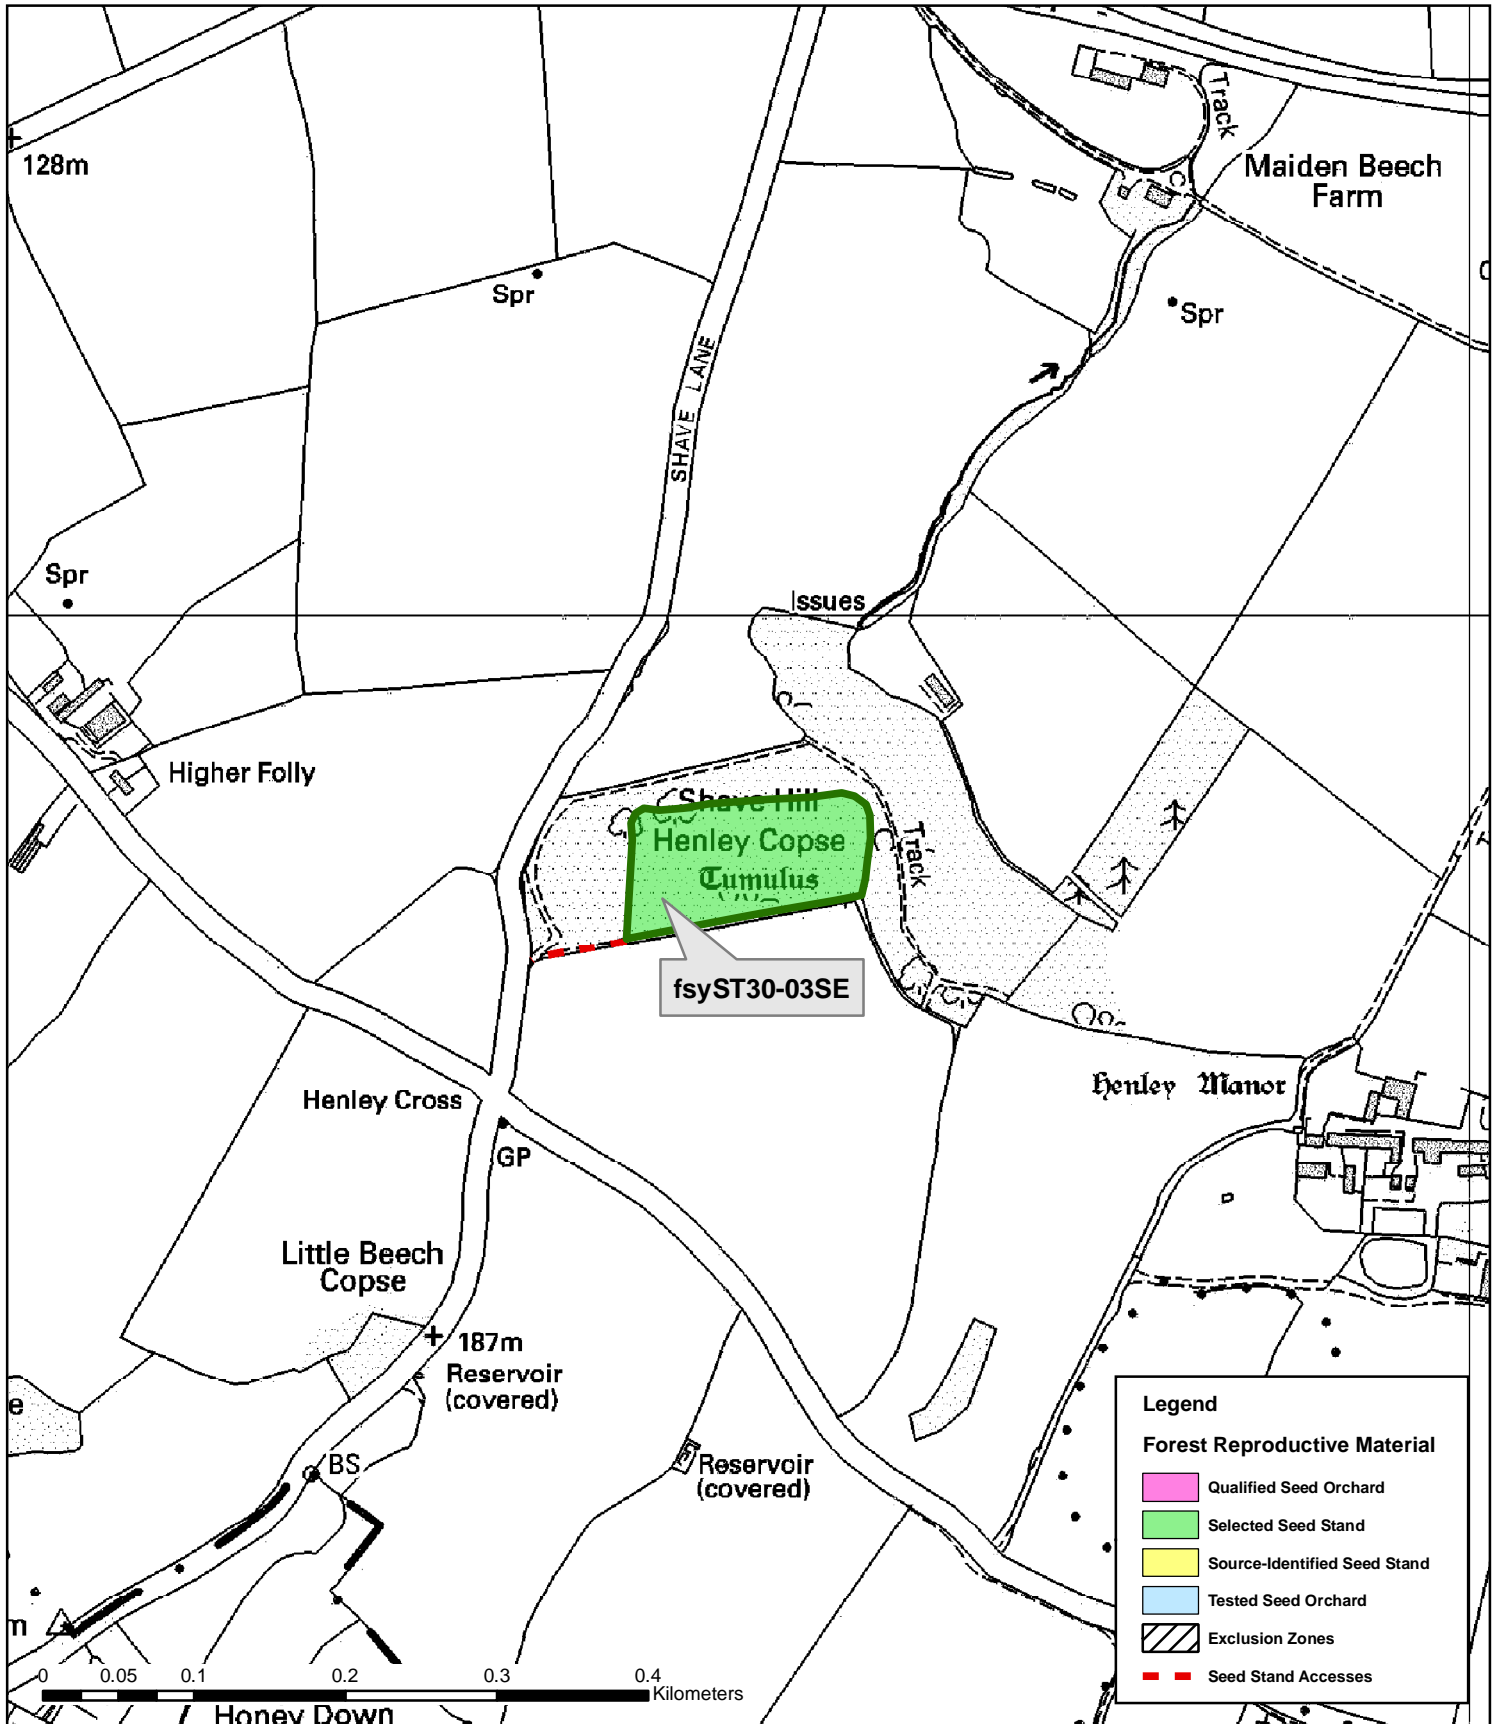 Track
128m
Maiden Beech
Farm
Spr
Spr
SHAVE LANE
Spr
Issues
Higher Folly
Shave Hill
Henley Copse
Tumulus
Track
fsyST30-03SE
Henley Manor
Henley Cross
GP
Little Beech
Copse
187m
Reservoir
(covered)
e
BS
Reservoir
(covered)
m
Legend
Forest Reproductive Material
Qualified Seed Orchard
Selected Seed Stand
Source-Identified Seed Stand
Tested Seed Orchard
Exclusion Zones
Seed Stand Accesses
0 0.05 0.1 0.2 0.3 0.4
Kilometers
Honey Down